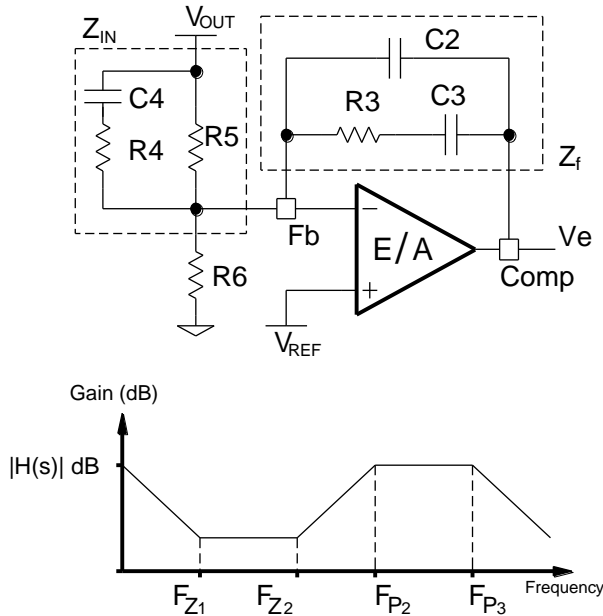 V_OUT
Z_IN
C2
C4
R3
C3
R4
R5
Z_f
Fb
E/A
Ve
R6
Comp
V_REF
Gain (dB)
|H(s)| dB
F_Z1
F_Z2
F_P2
F_P3
Frequency